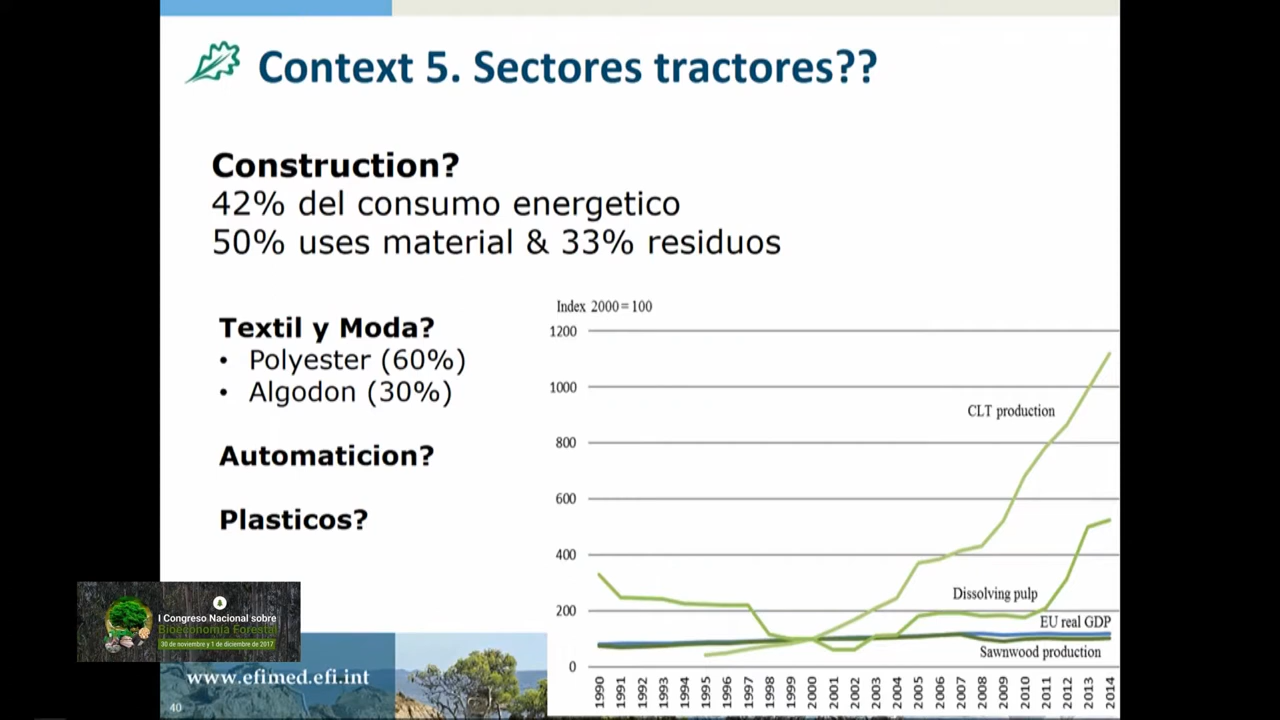 Context 5. Sectores tractores??
Construction?
42% del consumo energetico
50% uses material & 33% residuos
Textil y Moda?
• Polyester (60%)
• Algodon (30%)
Automaticion?
Plasticos?
Index 2000=100
1200
1000
800
600
400
200
0
CLT production
Dissolving pulp
EU real GDP
Sawnwood production
1990 1991 1992 1993 1994 1995 1996 1997 1998 1999 2000 2001 2002 2003 2004 2005 2006 2007 2008 2009 2010 2011 2012 2013 2014
I Congreso Nacional sobre
Bioeconomía Forestal
30 de noviembre y 1 de diciembre de 2017
www.efimed.efi.int
40